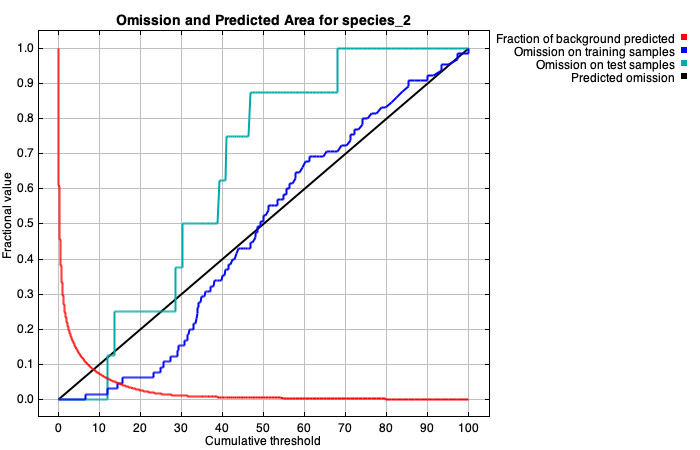 Omission and Predicted Area for species_2
Fraction of background predicted
Omission on training samples
Omission on test samples
Predicted omission
Fractional value
1.0
0.9
0.8
0.7
0.6
0.5
0.4
0.3
0.2
0.1
0.0
0 10 20 30 40 50 60 70 80 90 100
Cumulative threshold